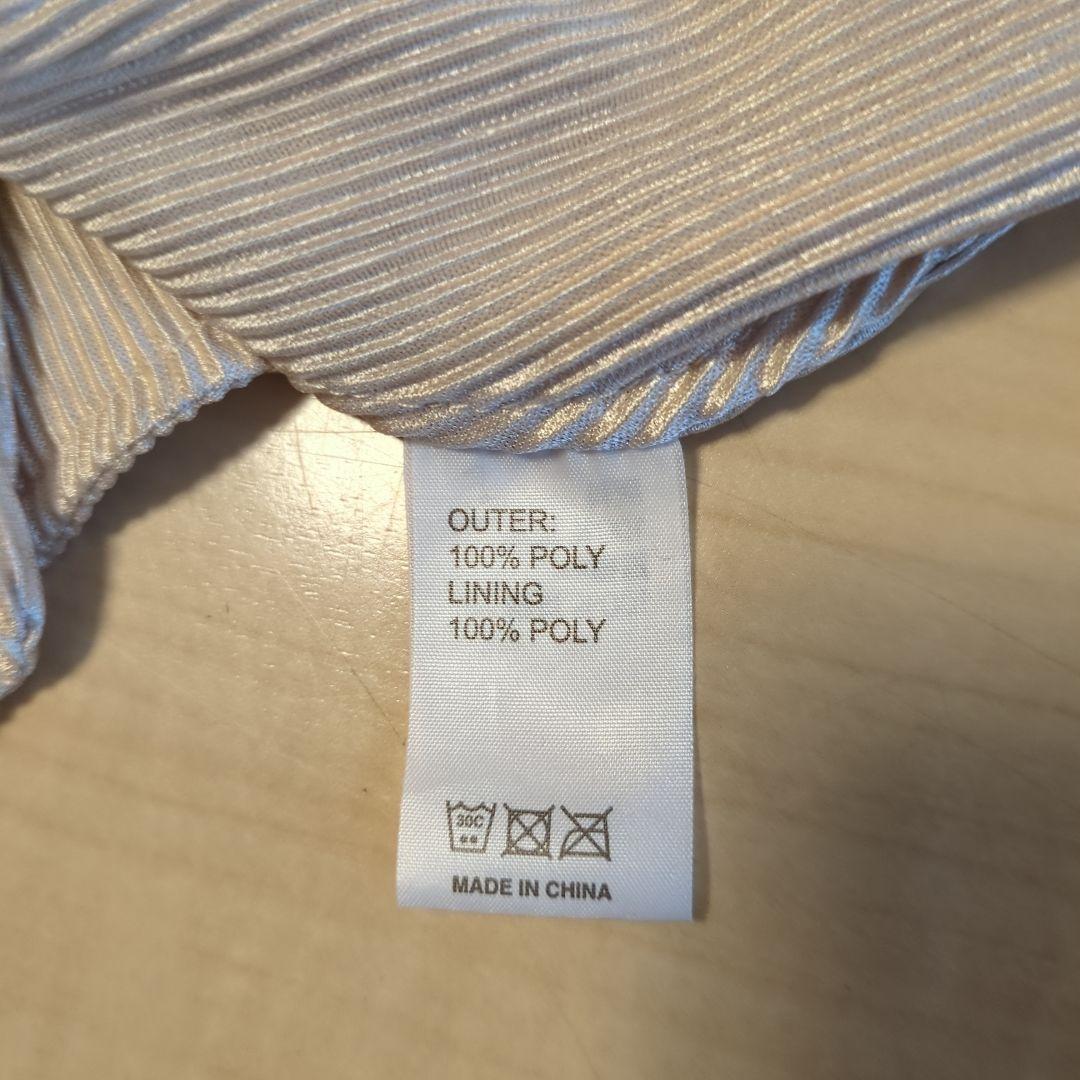 OUTER:
100% POLY
LINING
100% POLY
30C
MADE IN CHINA